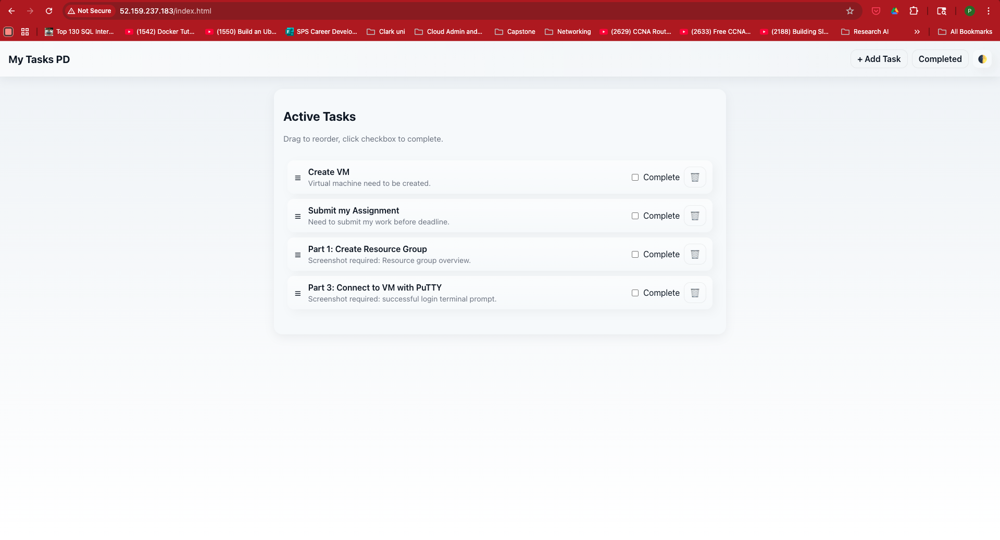 Not Secure 52.159.237.183/index.html P
Top 130 SQL Inter... (1542) Docker Tut... (1550) Build an Ub... SPS Career Develo... Clark uni Cloud Admin and... Capstone Networking (2629) CCNA Rout... (2633) Free CCNA... (2188) Building Sl... Research AI » All Bookmarks
My Tasks PD + Add Task Completed
Active Tasks
Drag to reorder, click checkbox to complete.
Create VM
Virtual machine need to be created.
Complete
Submit my Assignment
Need to submit my work before deadline.
Complete
Part 1: Create Resource Group
Screenshot required: Resource group overview.
Complete
Part 3: Connect to VM with PuTTY
Screenshot required: successful login terminal prompt.
Complete